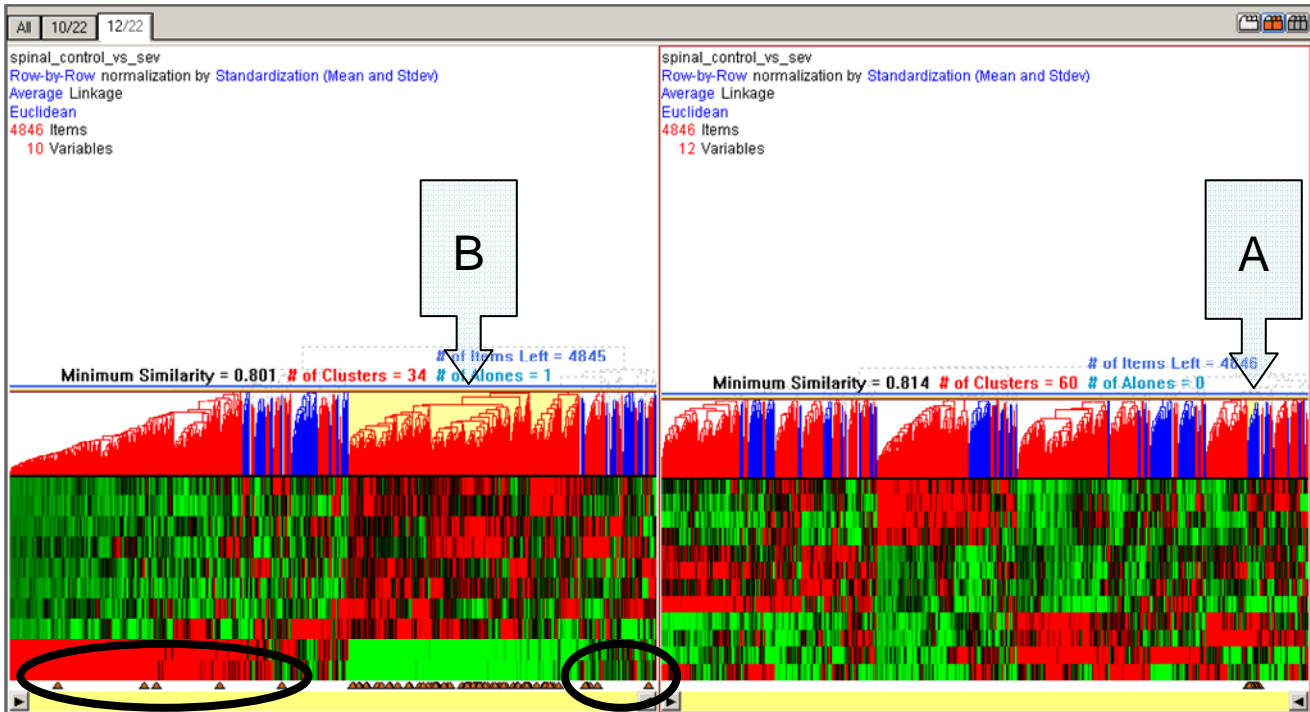 All 10/22 12/22
spinal_control_vs_sev
Row-by-Row normalization by Standardization (Mean and Stdev)
Average Linkage
Euclidean
4846 Items
10 Variables
B
# of Items Left = 4845
Minimum Similarity = 0.801 # of Clusters = 34 # of Alones = 1
spinal_control_vs_sev
Row-by-Row normalization by Standardization (Mean and Stdev)
Average Linkage
Euclidean
4846 Items
12 Variables
A
# of Items Left = 4846
Minimum Similarity = 0.814 # of Clusters = 60 # of Alones = 0